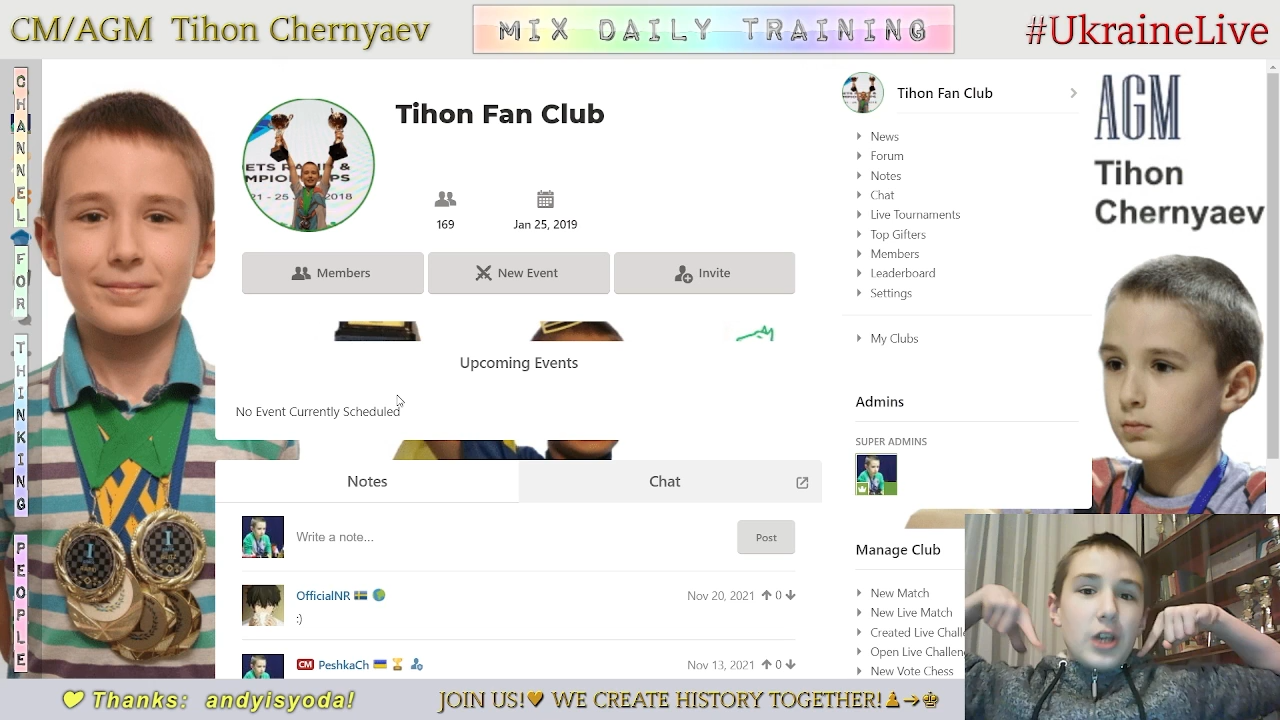 CM/AGM Tihon Chernyaev
MIX DAILY TRAINING
#UkraineLive
CHANNEL FOR THINKING PEOPLE
Tihon Fan Club
169
Jan 25, 2019
Members
New Event
Invite
Upcoming Events
No Event Currently Scheduled
Notes
Chat
Write a note...
Post
OfficialNR
Nov 20, 2021
0
:)
CM PeshkaCh
Nov 13, 2021
0
Tihon Fan Club
News
Forum
Notes
Chat
Live Tournaments
Top Gifters
Members
Leaderboard
Settings
My Clubs
Admins
SUPER ADMINS
Manage Club
New Match
New Live Match
Created Live Challe
Open Live Challeng
New Vote Chess
AGM
Tihon
Chernyaev
Thanks: andyisyoda!
JOIN US!🧡 WE CREATE HISTORY TOGETHER!♟➔♚